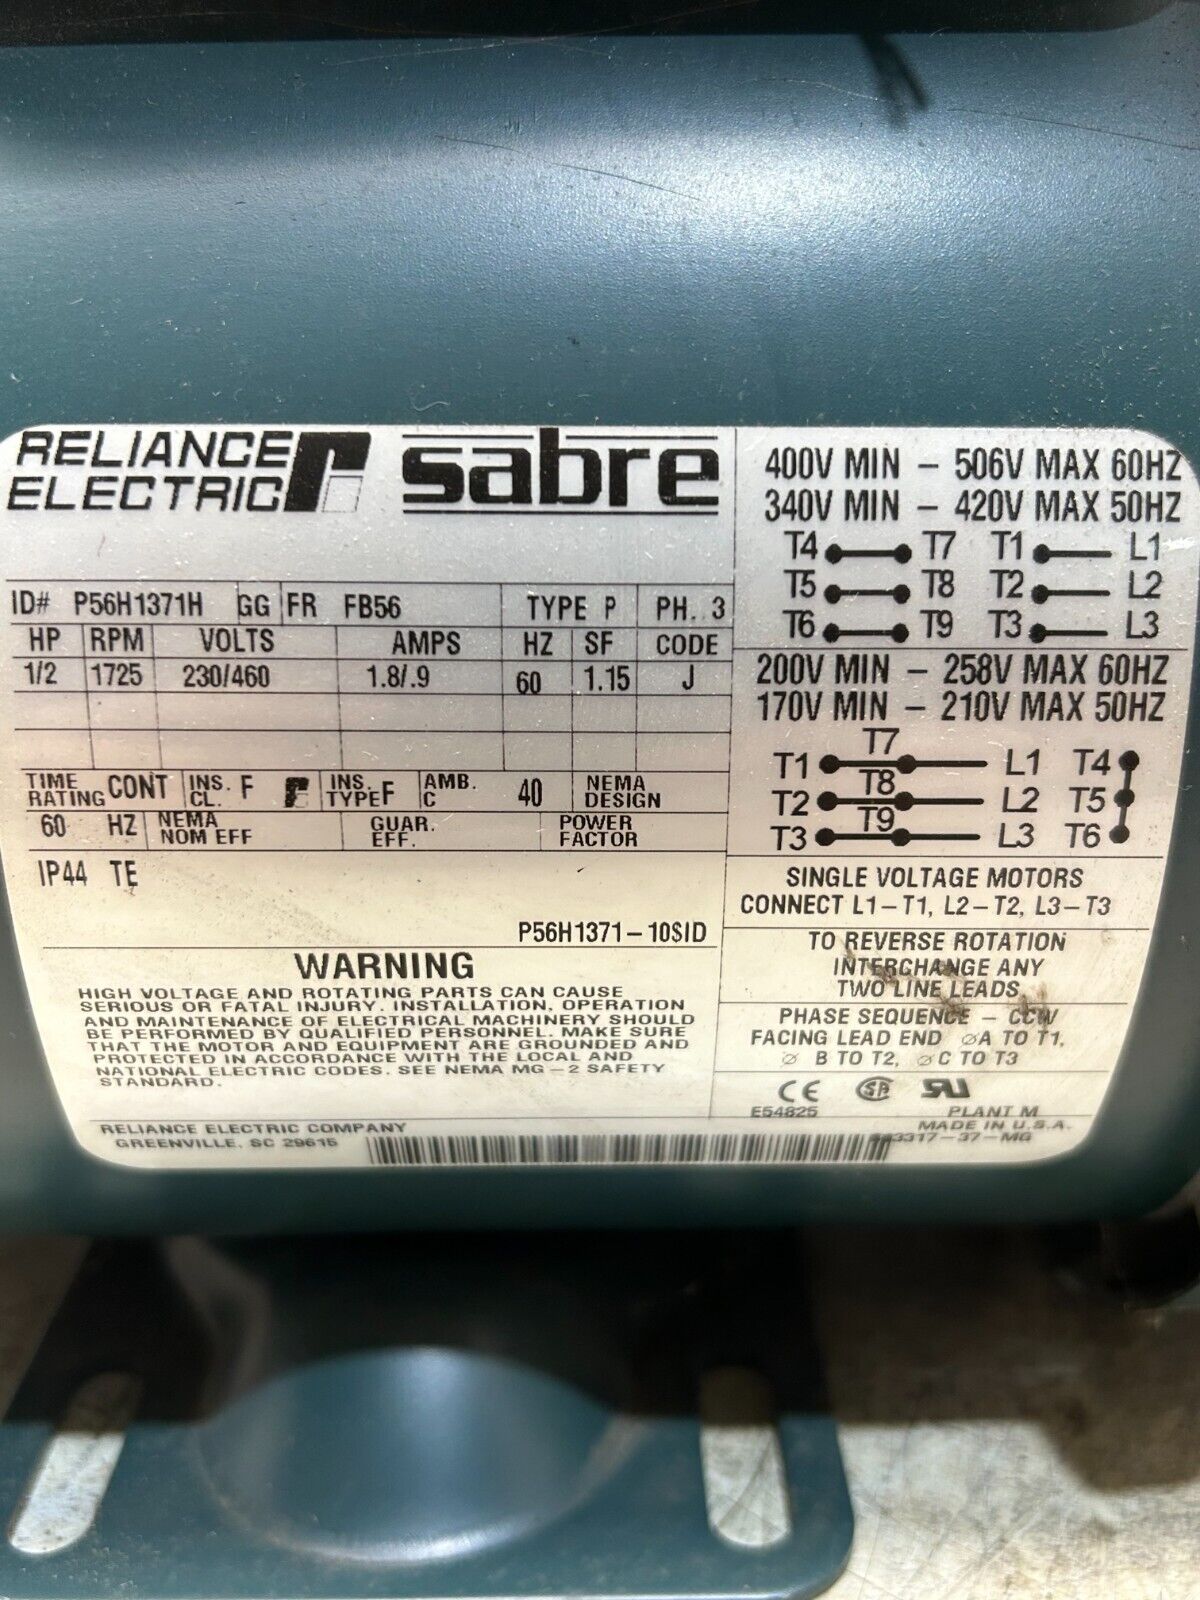 RELIANCE
ELECTRIC
sabre
ID# P56H1371H GG FR FB56 TYPE P PH.. 3
HP RPM VOLTS AMPS HZ SF CODE
1/2 1725 230/460 1.8/.9 60 1.15 J
TIME RATING CONT INS. CL. F INS. TYPE F AMB. C 40 NEMA DESIGN
60 HZ NEMA NOM EFF GUAR. EFF. POWER FACTOR
IP44 TE
P56H1371-10$ID
WARNING
HIGH VOLTAGE AND ROTATING PARTS CAN CAUSE
SERIOUS OR FATAL INJURY. INSTALLATION, OPERATION
AND MAINTENANCE OF ELECTRICAL MACHINERY SHOULD
BE PERFORMED BY QUALIFIED PERSONNEL. MAKE SURE
THAT THE MOTOR AND EQUIPMENT ARE GROUNDED AND
PROTECTED IN ACCORDANCE WITH THE LOCAL AND
NATIONAL ELECTRIC CODES. SEE NEMA MG-2 SAFETY
STANDARD.
RELIANCE ELECTRIC COMPANY
GREENVILLE, SC 29615
400V MIN - 506V MAX 60HZ
340V MIN - 420V MAX 50HZ
T4 T7 T1 L1
T5 T8 T2 L2
T6 T9 T3 L3
200V MIN - 258V MAX 60HZ
170V MIN - 210V MAX 50HZ
T1 T7 L1 T4
T2 T8 L2 T5
T3 T9 L3 T6
SINGLE VOLTAGE MOTORS
CONNECT L1-T1, L2-T2, L3-T3
TO REVERSE ROTATION
INTERCHANGE ANY
TWO LINE LEADS
PHASE SEQUENCE - CCW
FACING LEAD END ⌀A TO T1,
⌀ B TO T2, ⌀C TO T3
CE SA RU
E54825 PLANT M
MADE IN U.S.A.
3317-37-MG